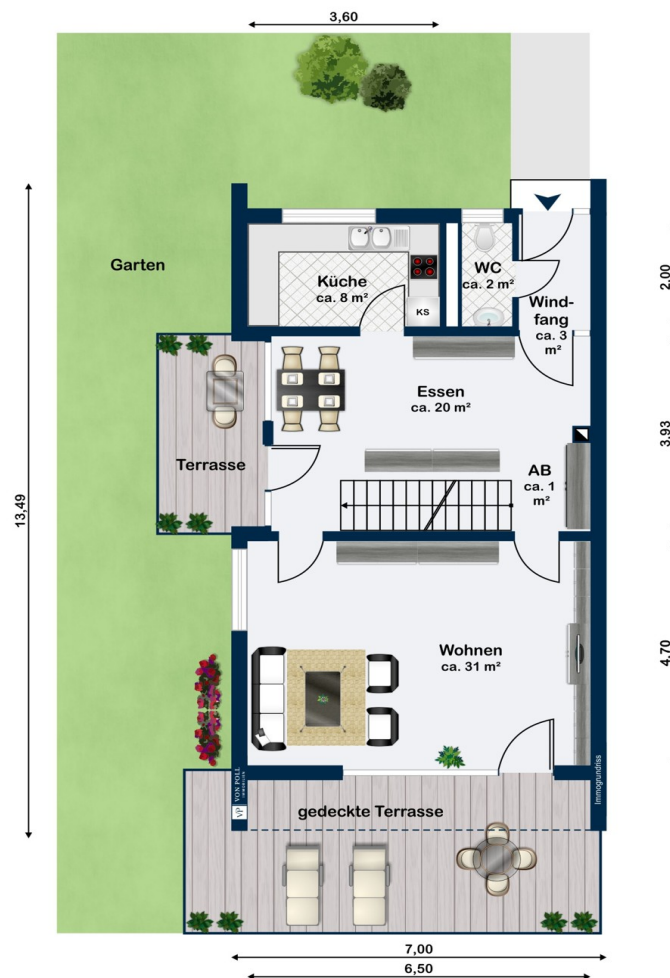 3,60
Garten
Küche
ca. 8 m²
KS
WC
ca. 2 m²
Wind-
fang
ca. 3
m²
2.00
Essen
ca. 20 m²
3.93
Terrasse
AB
ca. 1
m²
13,49
Wohnen
ca. 31 m²
4.70
VP VON POLL
IMMOBILIEN
Immogrundriss
gedeckte Terrasse
7,00
6,50